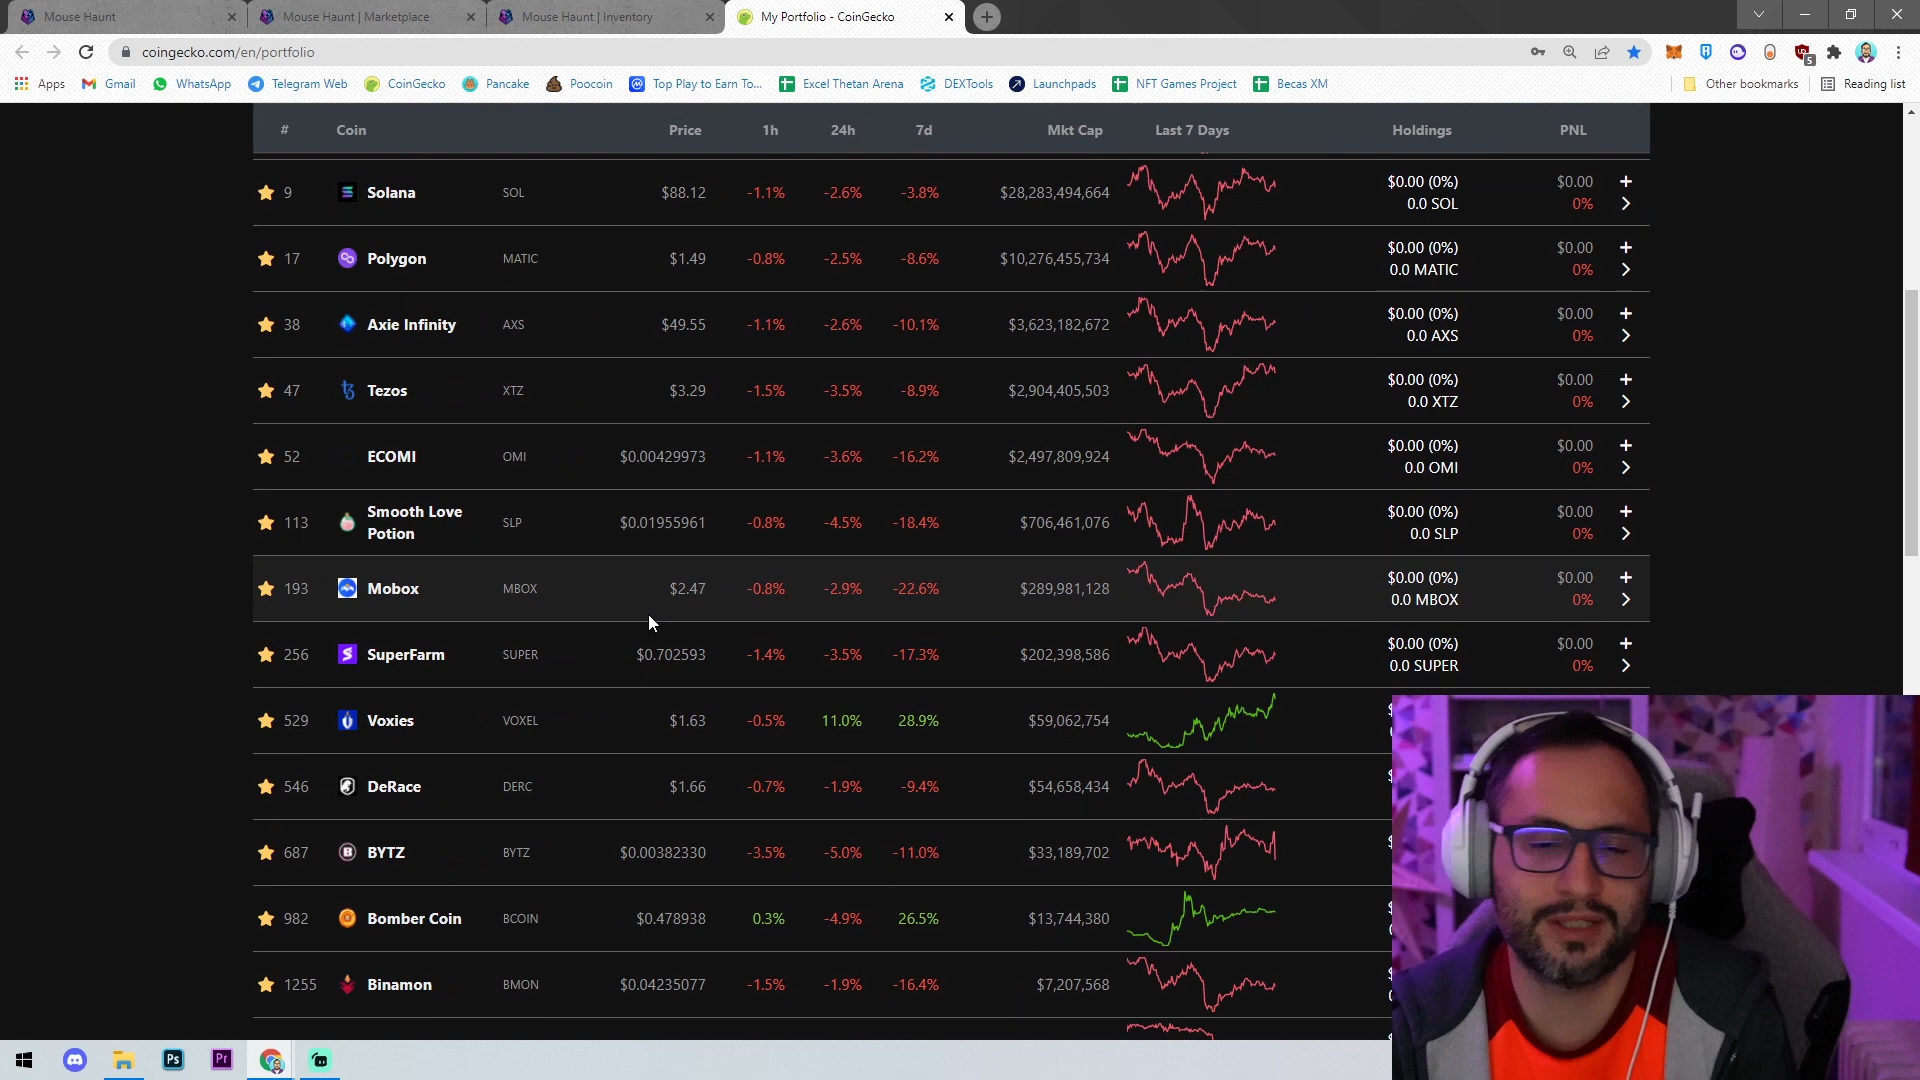 Mouse Haunt
Mouse Haunt | Marketplace
Mouse Haunt | Inventory
My Portfolio - CoinGecko
coingecko.com/en/portfolio
5
Apps Gmail WhatsApp Telegram Web CoinGecko Pancake Poocoin Top Play to Earn To... Excel Thetan Arena DEXTools Launchpads NFT Games Project Becas XM Other bookmarks Reading list
# Coin Price 1h 24h 7d Mkt Cap Last 7 Days Holdings PNL
9 Solana SOL $88.12 -1.1% -2.6% -3.8% $28,283,494,664 $0.00 (0%) $0.00
0.0 SOL 0%
17 Polygon MATIC $1.49 -0.8% -2.5% -8.6% $10,276,455,734 $0.00 (0%) $0.00
0.0 MATIC 0%
38 Axie Infinity AXS $49.55 -1.1% -2.6% -10.1% $3,623,182,672 $0.00 (0%) $0.00
0.0 AXS 0%
47 Tezos XTZ $3.29 -1.5% -3.5% -8.9% $2,904,405,503 $0.00 (0%) $0.00
0.0 XTZ 0%
52 ECOMI OMI $0.00429973 -1.1% -3.6% -16.2% $2,497,809,924 $0.00 (0%) $0.00
0.0 OMI 0%
113 Smooth Love Potion SLP $0.01955961 -0.8% -4.5% -18.4% $706,461,076 $0.00 (0%) $0.00
0.0 SLP 0%
193 Mobox MBOX $2.47 -0.8% -2.9% -22.6% $289,981,128 $0.00 (0%) $0.00
0.0 MBOX 0%
256 SuperFarm SUPER $0.702593 -1.4% -3.5% -17.3% $202,398,586 $0.00 (0%) $0.00
0.0 SUPER 0%
529 Voxies VOXEL $1.63 -0.5% 11.0% 28.9% $59,062,754
546 DeRace DERC $1.66 -0.7% -1.9% -9.4% $54,658,434
687 BYTZ BYTZ $0.00382330 -3.5% -5.0% -11.0% $33,189,702
982 Bomber Coin BCOIN $0.478938 0.3% -4.9% 26.5% $13,744,380
1255 Binamon BMON $0.04235077 -1.5% -1.9% -16.4% $7,207,568
Ps
Pr